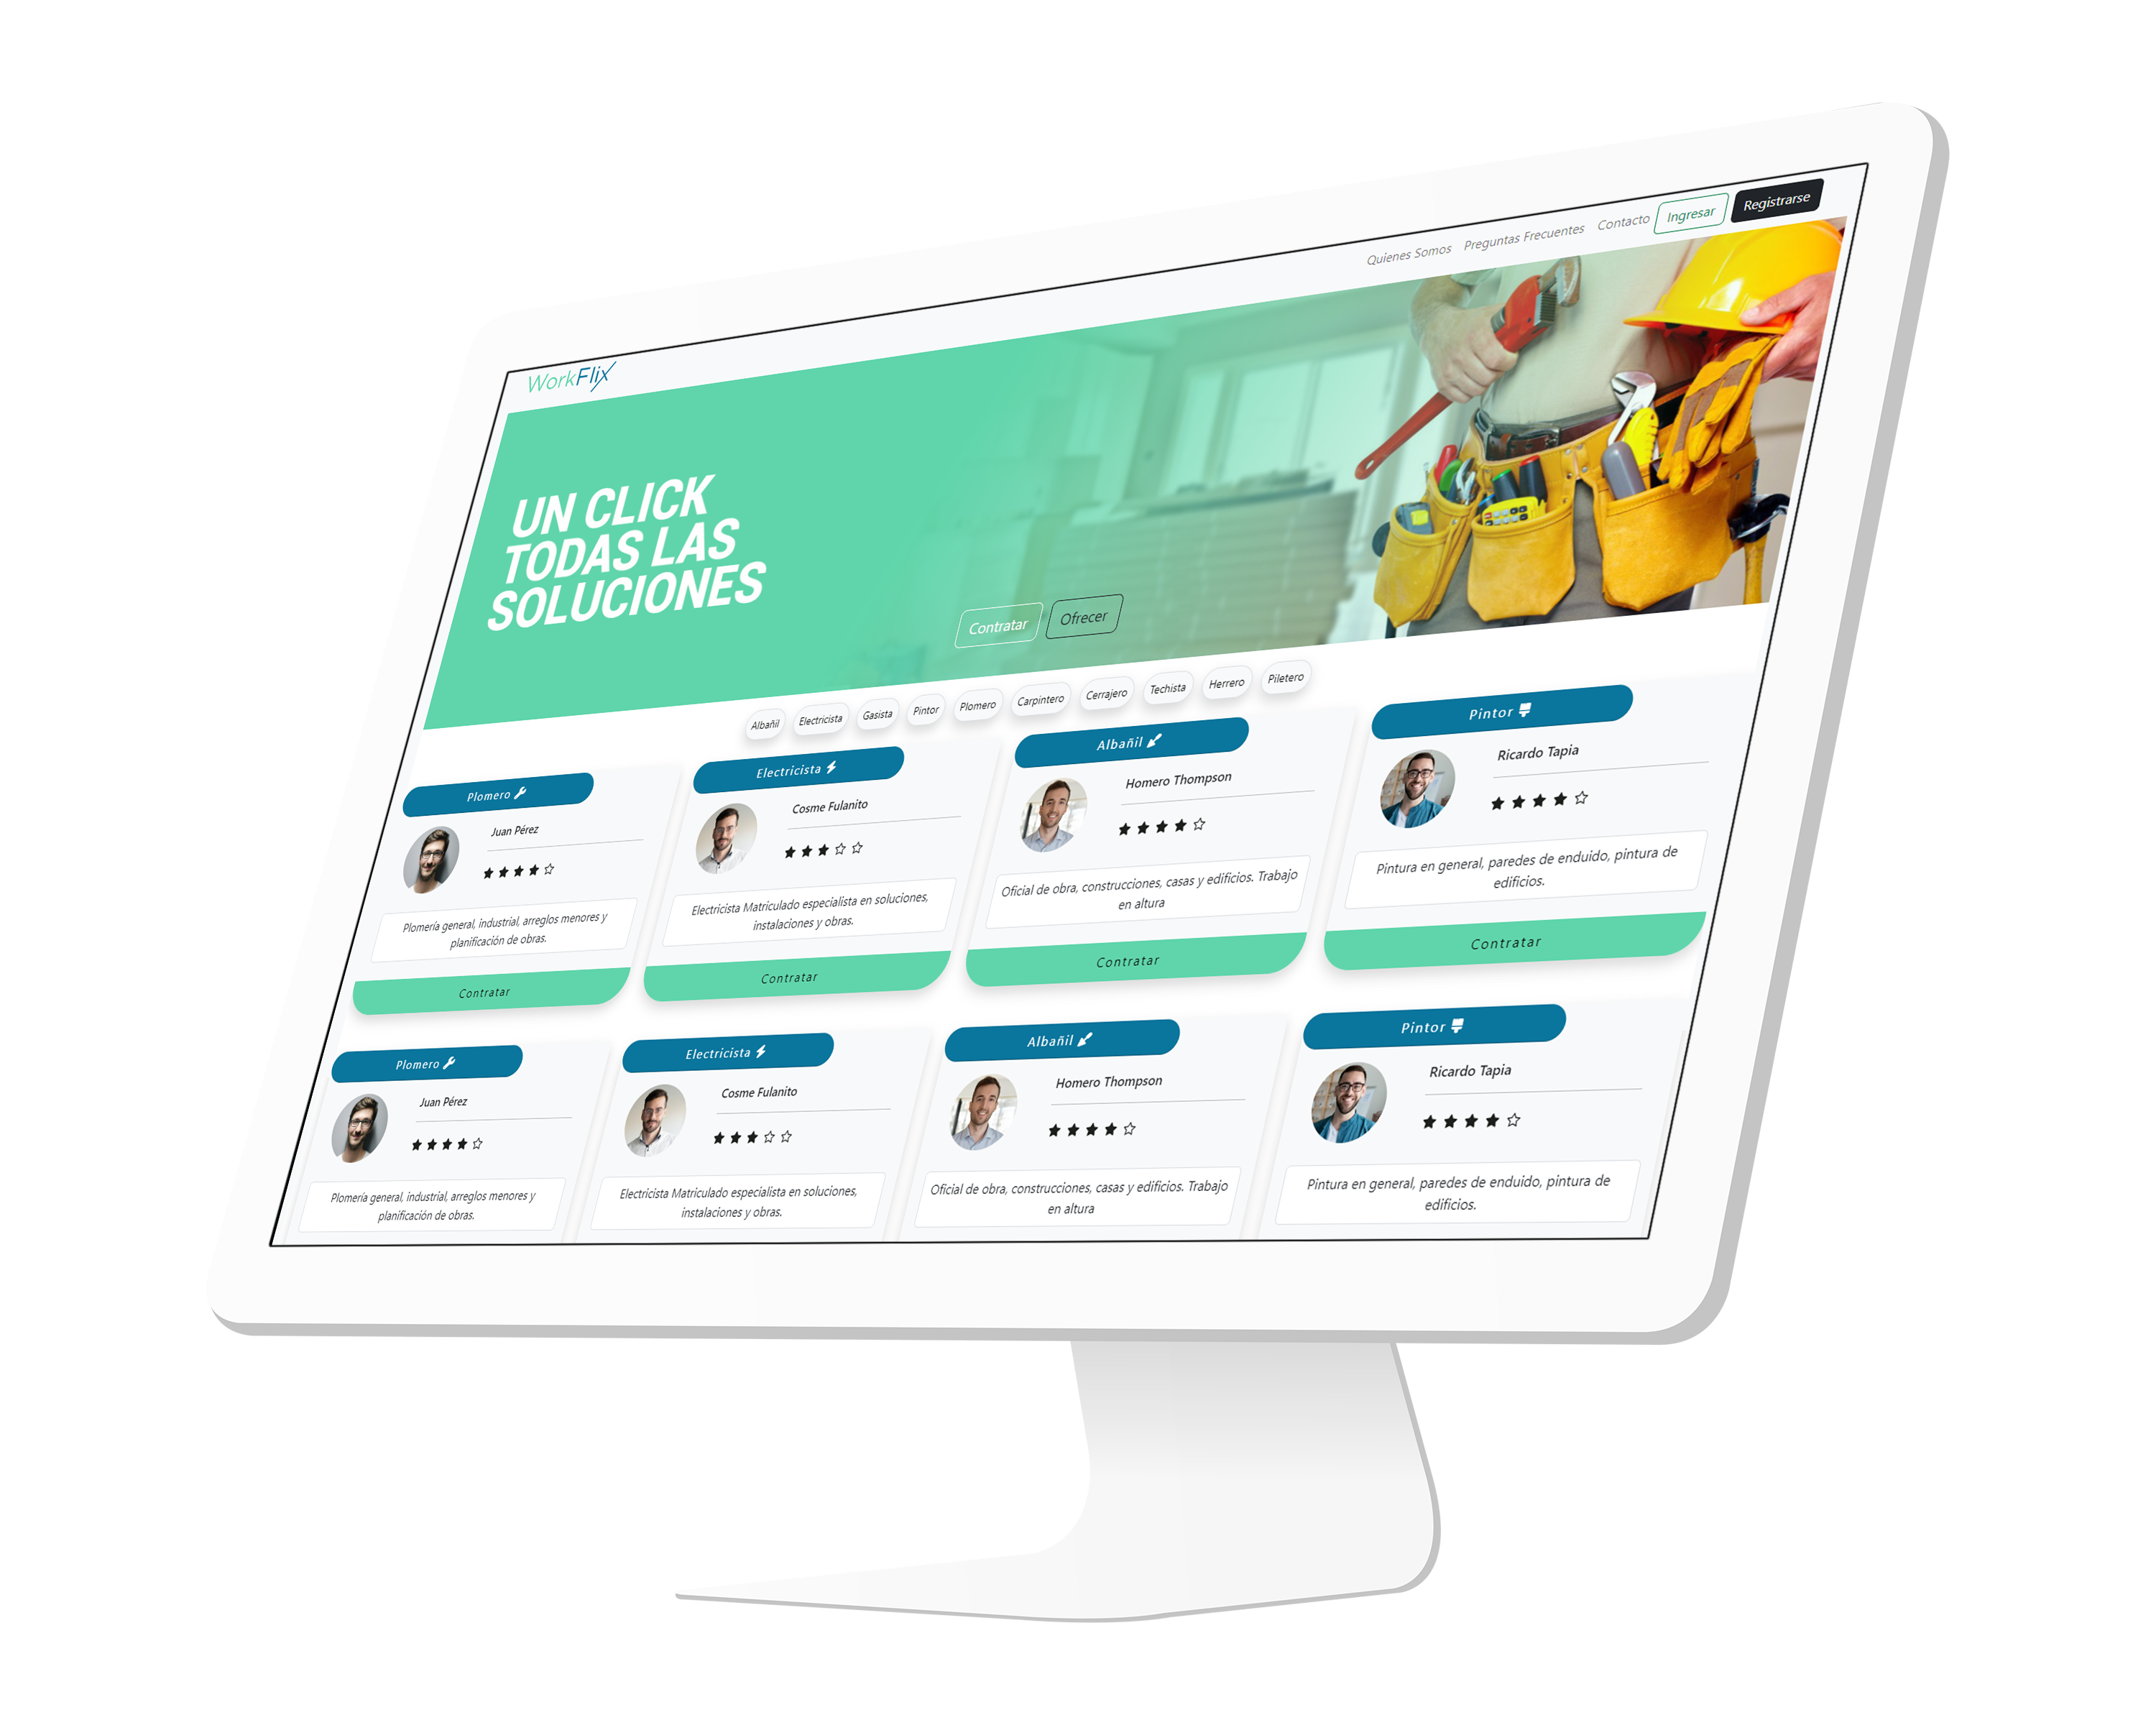 WorkFlix
Quienes Somos
Preguntas Frecuentes
Contacto
Ingresar
Registrarse
UN CLICK
TODAS LAS
SOLUCIONES
Contratar
Ofrecer
Albañil
Electricista
Gasista
Pintor
Plomero
Carpintero
Cerrajero
Techista
Herrero
Piletero
Plomero
Juan Pérez
Plomería general, industrial, arreglos menores y
planificación de obras.
Contratar
Electricista
Cosme Fulanito
Electricista Matriculado especialista en soluciones,
instalaciones y obras.
Contratar
Albañil
Homero Thompson
Oficial de obra, construcciones, casas y edificios. Trabajo
en altura
Contratar
Pintor
Ricardo Tapia
Pintura en general, paredes de enduido, pintura de
edificios.
Contratar
Plomero
Juan Pérez
Plomería general, industrial, arreglos menores y
planificación de obras.
Electricista
Cosme Fulanito
Electricista Matriculado especialista en soluciones,
instalaciones y obras.
Albañil
Homero Thompson
Oficial de obra, construcciones, casas y edificios. Trabajo
en altura
Pintor
Ricardo Tapia
Pintura en general, paredes de enduido, pintura de
edificios.